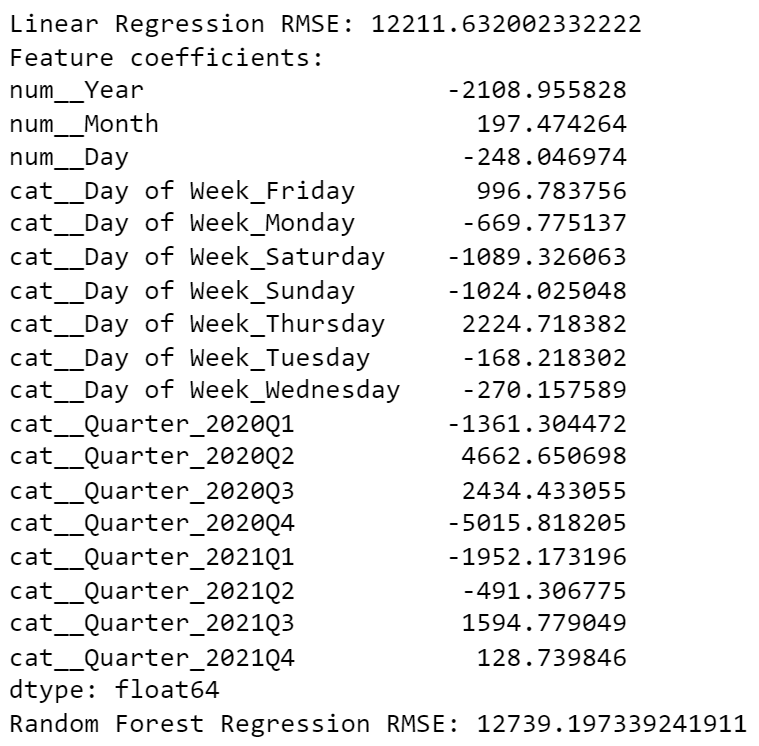 Linear Regression RMSE: 12211.632002332222
Feature coefficients:
num__Year -2108.955828
num__Month 197.474264
num__Day -248.046974
cat__Day of Week_Friday 996.783756
cat__Day of Week_Monday -669.775137
cat__Day of Week_Saturday -1089.326063
cat__Day of Week_Sunday -1024.025048
cat__Day of Week_Thursday 2224.718382
cat__Day of Week_Tuesday -168.218302
cat__Day of Week_Wednesday -270.157589
cat__Quarter_2020Q1 -1361.304472
cat__Quarter_2020Q2 4662.650698
cat__Quarter_2020Q3 2434.433055
cat__Quarter_2020Q4 -5015.818205
cat__Quarter_2021Q1 -1952.173196
cat__Quarter_2021Q2 -491.306775
cat__Quarter_2021Q3 1594.779049
cat__Quarter_2021Q4 128.739846
dtype: float64
Random Forest Regression RMSE: 12739.197339241911